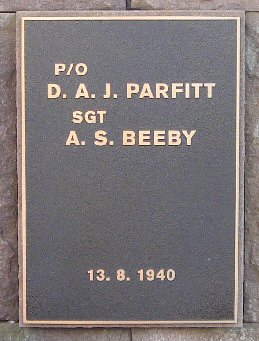 P/O
D. A. J. PARFITT
SGT
A. S. BEEBY
13. 8. 1940